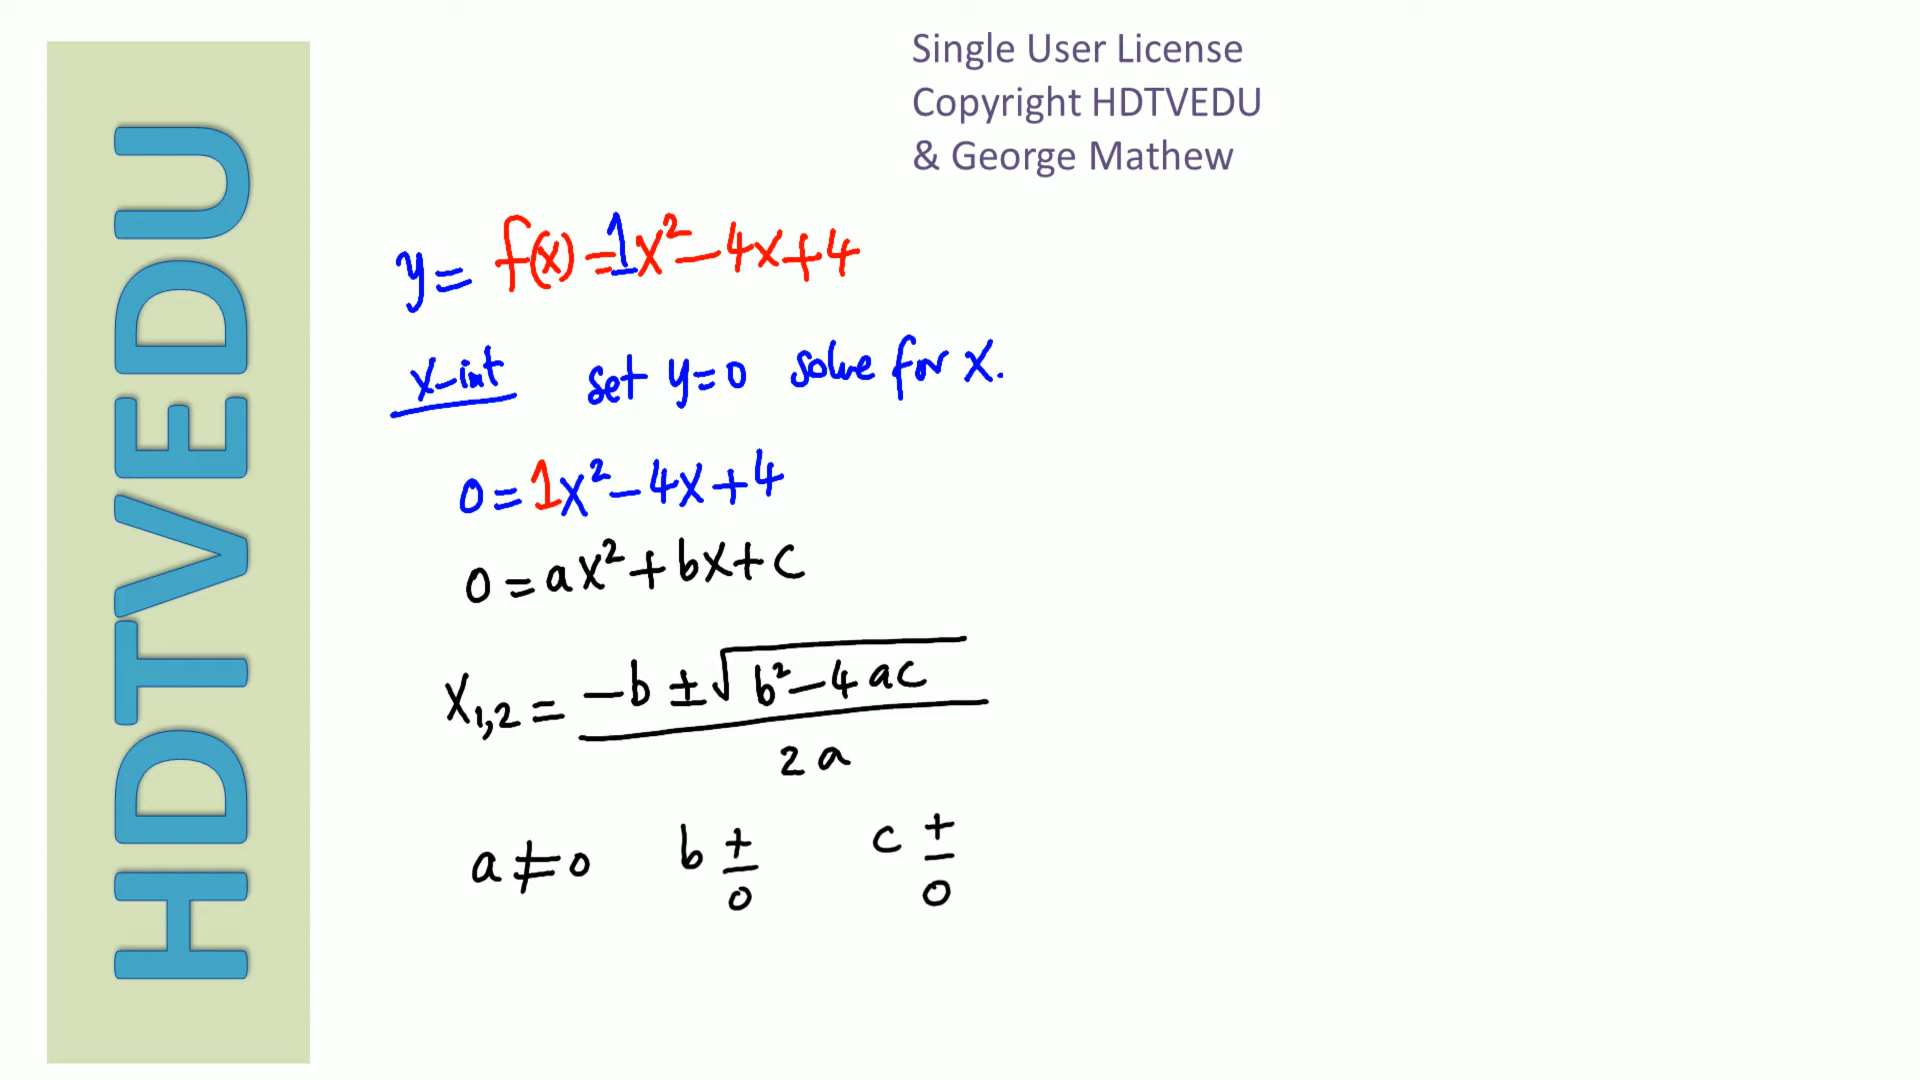 HDTVEDU
Single User License
Copyright HDTVEDU
& George Mathew
y = f(x) = 1x² - 4x + 4
x-int set y=0 solve for x.
0 = 1x² - 4x + 4
0 = ax² + bx + c
x₁,₂ = -b ± √b² - 4ac
2a
a ≠ 0 b ± 0 c ± 0